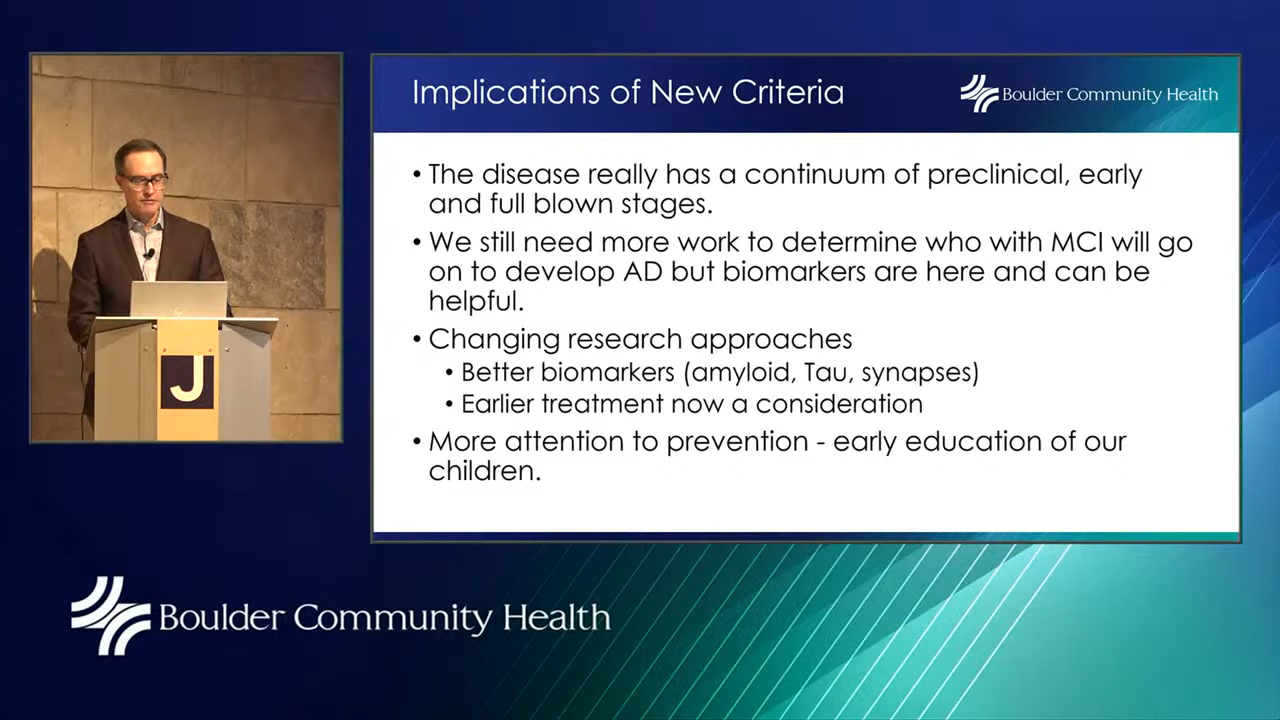 Implications of New Criteria
Boulder Community Health
• The disease really has a continuum of preclinical, early
and full blown stages.
• We still need more work to determine who with MCI will go
on to develop AD but biomarkers are here and can be
helpful.
• Changing research approaches
• Better biomarkers (amyloid, Tau, synapses)
• Earlier treatment now a consideration
• More attention to prevention - early education of our
children.
J
Boulder Community Health